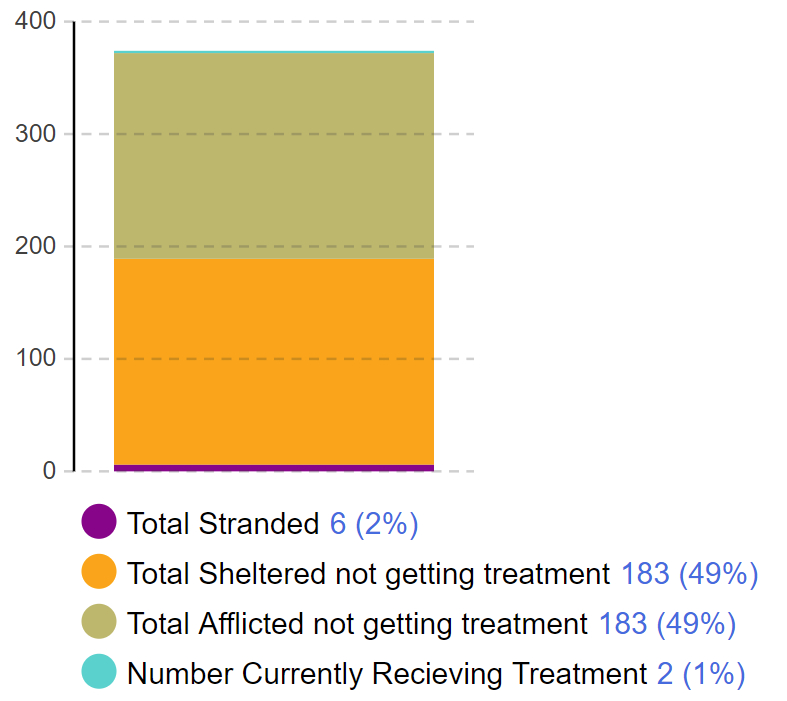 400
300
200
100
0
Total Stranded 6 (2%)
Total Sheltered not getting treatment 183 (49%)
Total Afflicted not getting treatment 183 (49%)
Number Currently Recieving Treatment 2 (1%)